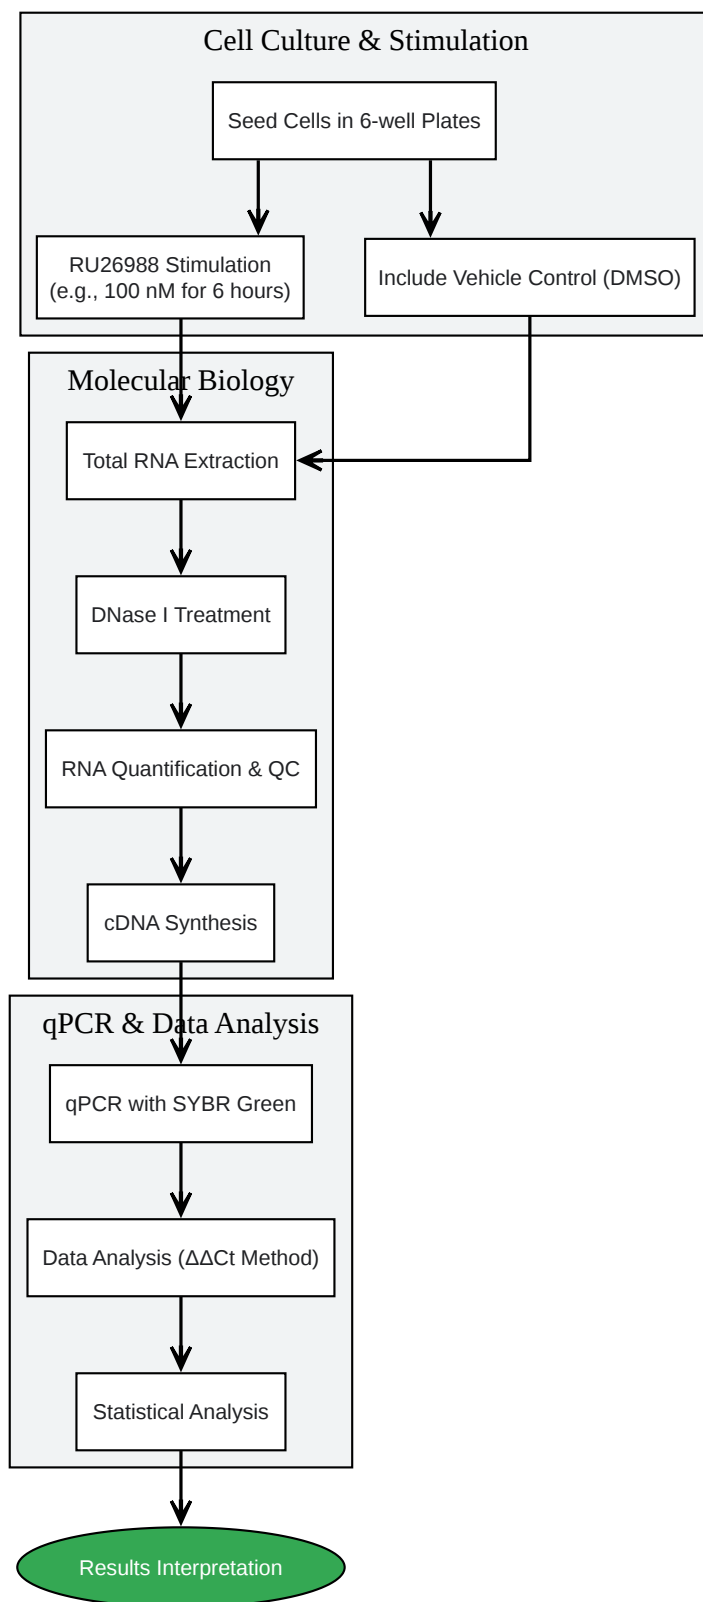 Cell Culture & Stimulation
Seed Cells in 6-well Plates
RU26988 Stimulation
(e.g., 100 nM for 6 hours)
Include Vehicle Control (DMSO)
Molecular Biology
Total RNA Extraction
DNase I Treatment
RNA Quantification & QC
cDNA Synthesis
qPCR & Data Analysis
qPCR with SYBR Green
Data Analysis (ΔΔCt Method)
Statistical Analysis
Results Interpretation